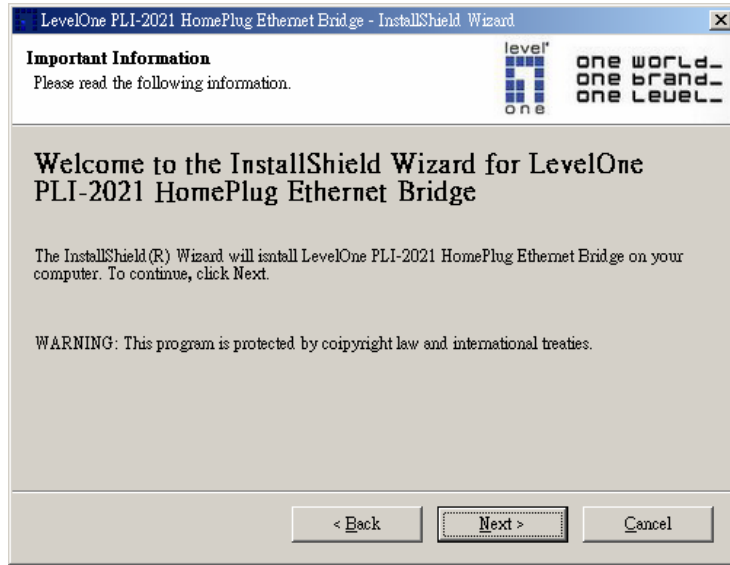 LevelOne PLI-2021 HomePlug Ethernet Bridge - InstallShield Wizard
Important Information
Please read the following information.
level one
one world_
one brand_
one level_
Welcome to the InstallShield Wizard for LevelOne
PLI-2021 HomePlug Ethernet Bridge
The InstallShield(R) Wizard will isntall LevelOne PLI-2021 HomePlug Ethernet Bridge on your
computer. To continue, click Next.
WARNING: This program is protected by coipyright law and international treaties.
< Back
Next >
Cancel